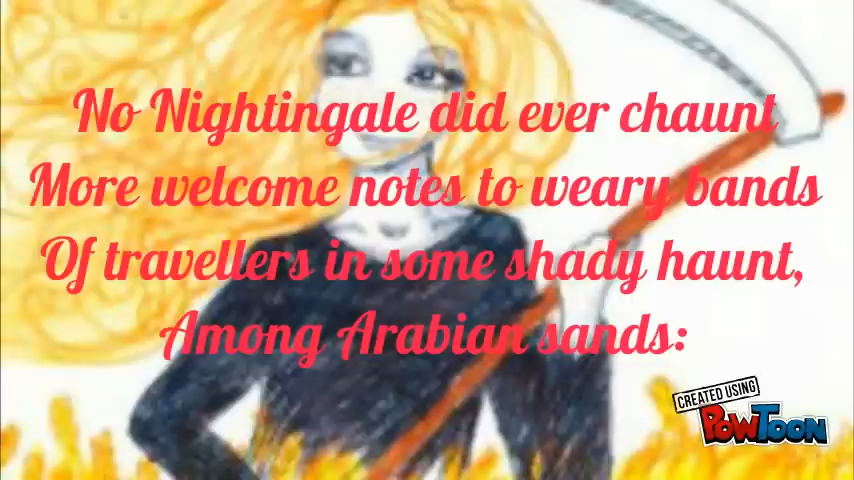 No Nightingale did ever chaunt
More welcome notes to weary bands
Of travellers in some shady haunt,
Among Arabian sands:
CREATED USING
POWTOON